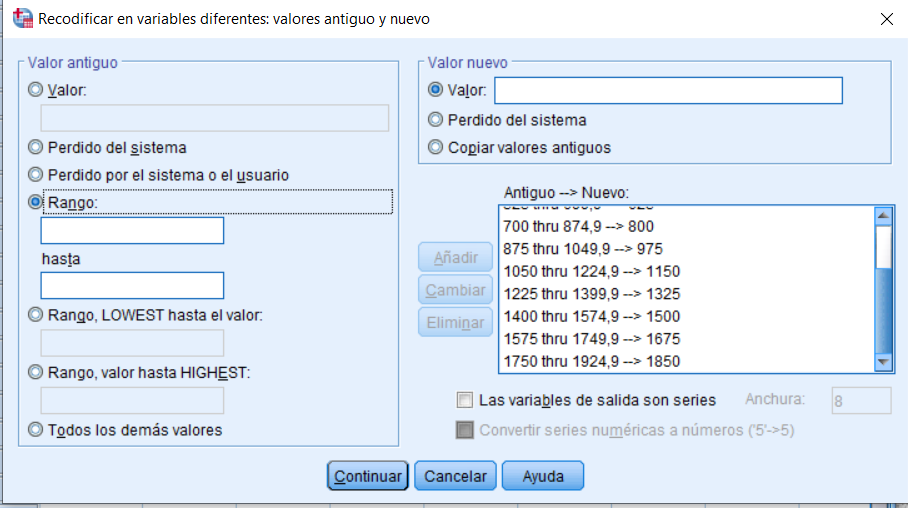 Recodificar en variables diferentes: valores antiguo y nuevo
Valor antiguo
Valor:
Perdido del sistema
Perdido por el sistema o el usuario
Rango:
hasta
Rango, LOWEST hasta el valor:
Rango, valor hasta HIGHEST:
Todos los demás valores
Valor nuevo
Valor:
Perdido del sistema
Copiar valores antiguos
Antiguo --> Nuevo:
700 thru 874,9 --> 800
875 thru 1049,9 --> 975
1050 thru 1224,9 --> 1150
1225 thru 1399,9 --> 1325
1400 thru 1574,9 --> 1500
1575 thru 1749,9 --> 1675
1750 thru 1924,9 --> 1850
Añadir
Cambiar
Eliminar
Las variables de salida son series
Anchura:
8
Convertir series numéricas a números ('5'->5)
Continuar
Cancelar
Ayuda